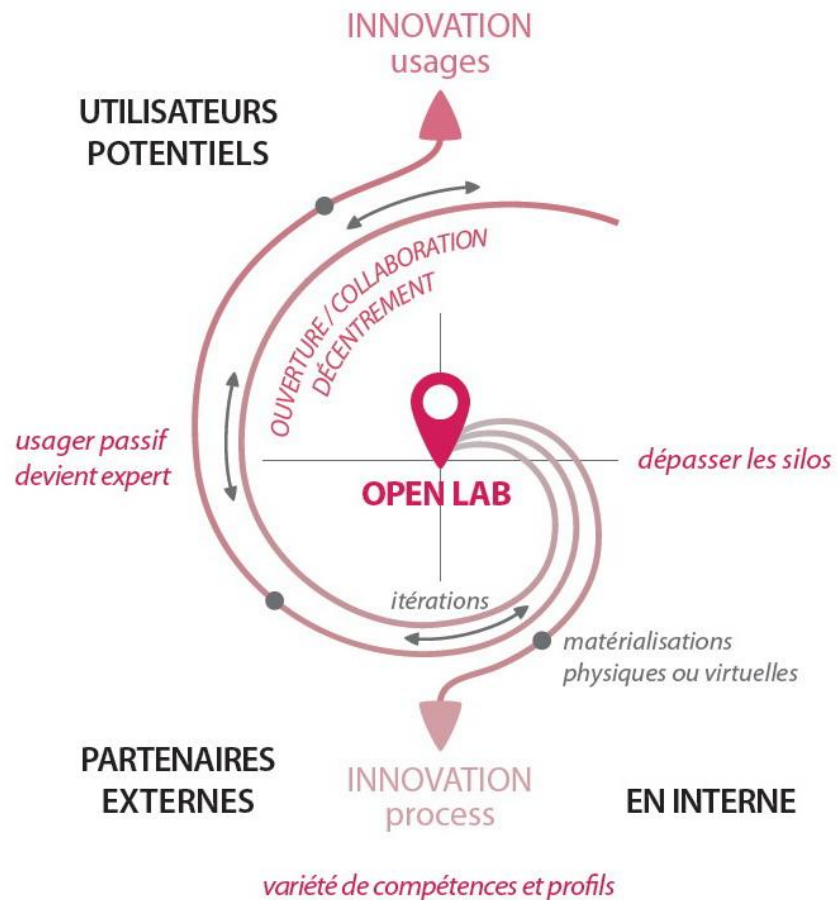 INNOVATION
usages
UTILISATEURS
POTENTIELS
OUVERTURE / COLLABORATION
DÉCENTREMENT
usager passif
devient expert
dépasser les silos
OPEN LAB
itérations
matérialisations
physiques ou virtuelles
PARTENAIRES
EXTERNES
INNOVATION
process
EN INTERNE
variété de compétences et profils